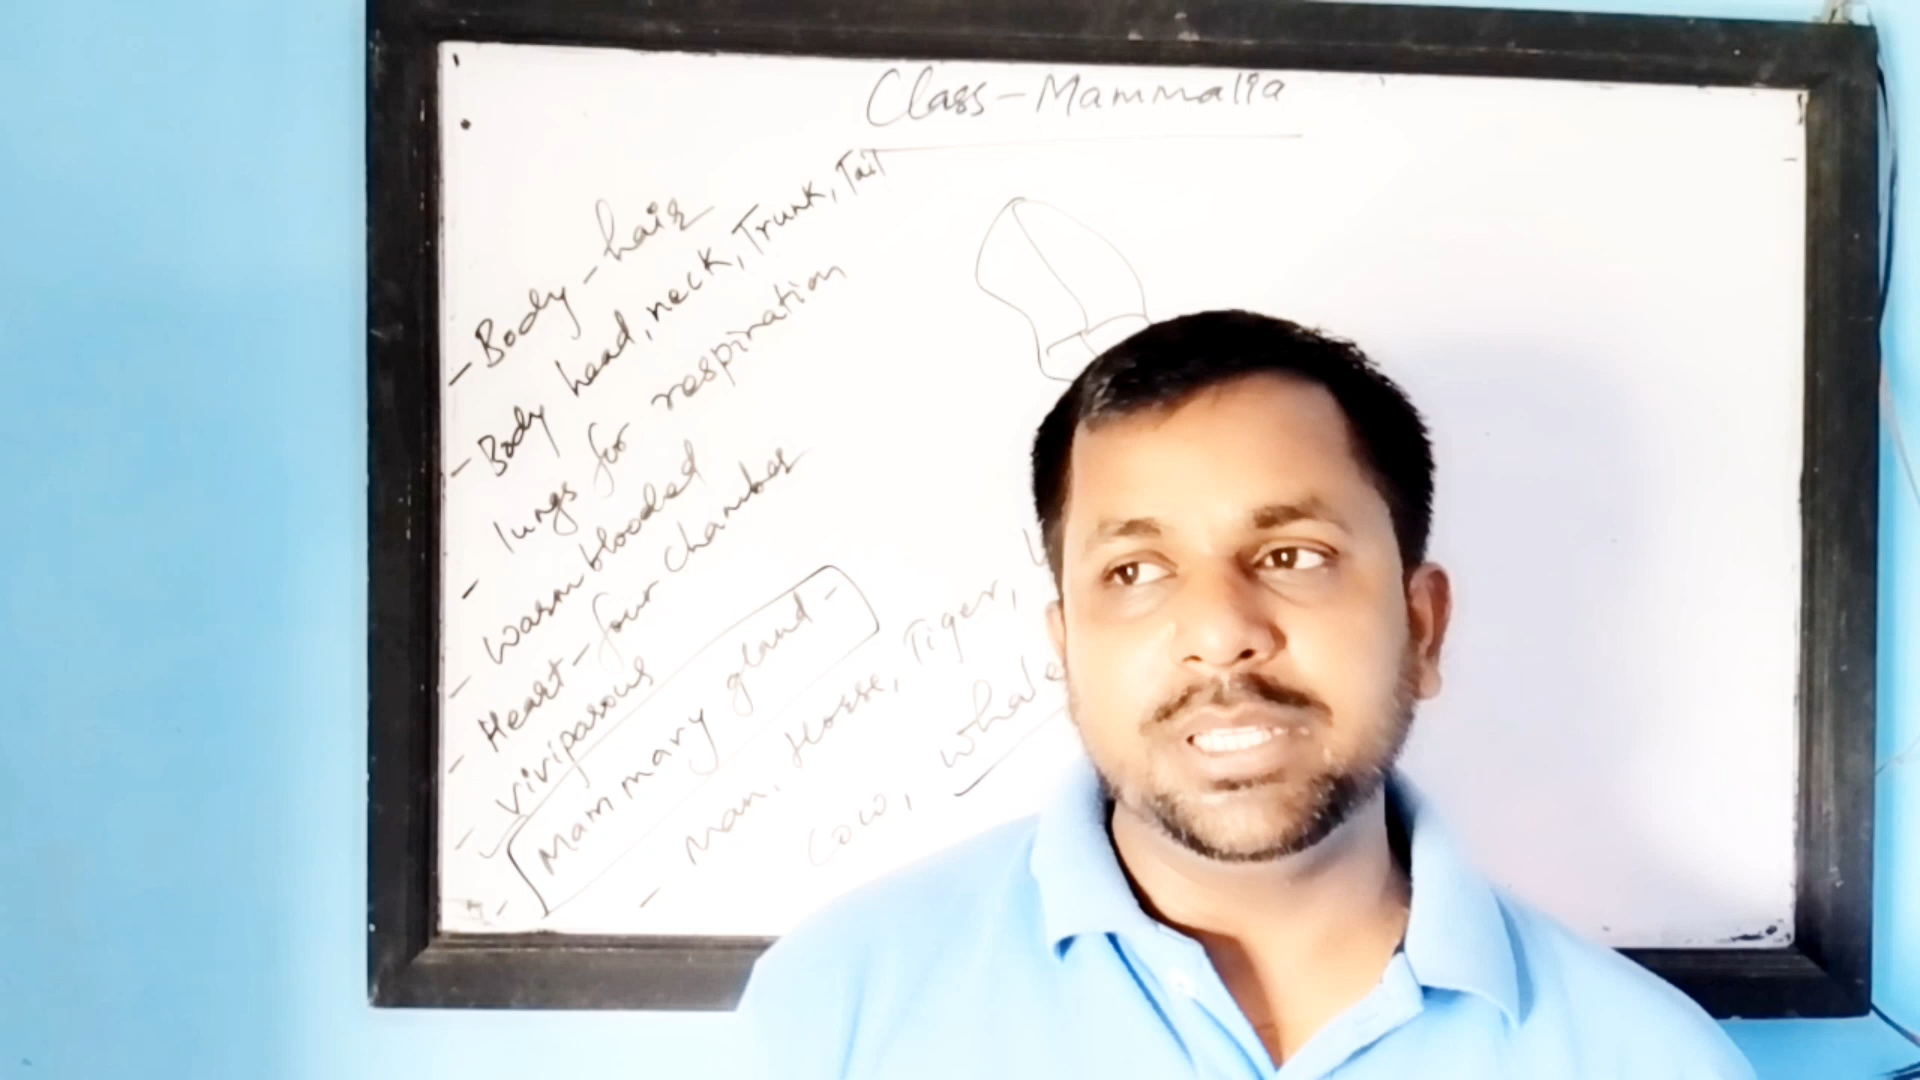 Class - Mammalia
- Body - hair
- Body head, neck, Trunk, Tail
- lungs for respiration
- Warm blooded
- Heart - four chamber
- viviparous
- Mammary gland -
- Man, Horse, Tiger,
Cow, whale